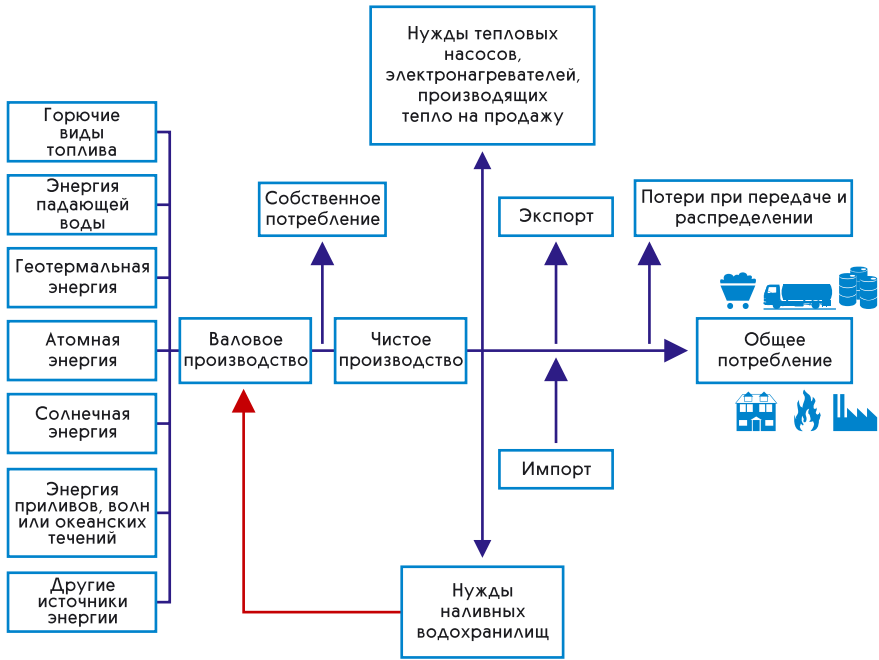 Нужды тепловых
насосов,
электронагревателей,
производящих
тепло на продажу
Горючие
виды
топлива
Энергия
падающей
воды
Геотермальная
энергия
Атомная
энергия
Солнечная
энергия
Энергия
приливов, волн
или океанских
течений
Другие
источники
энергии
Собственное
потребление
Экспорт
Потери при передаче и
распределении
Валовое
производство
Чистое
производство
Общее
потребление
Импорт
Нужды
наливных
водохранилищ